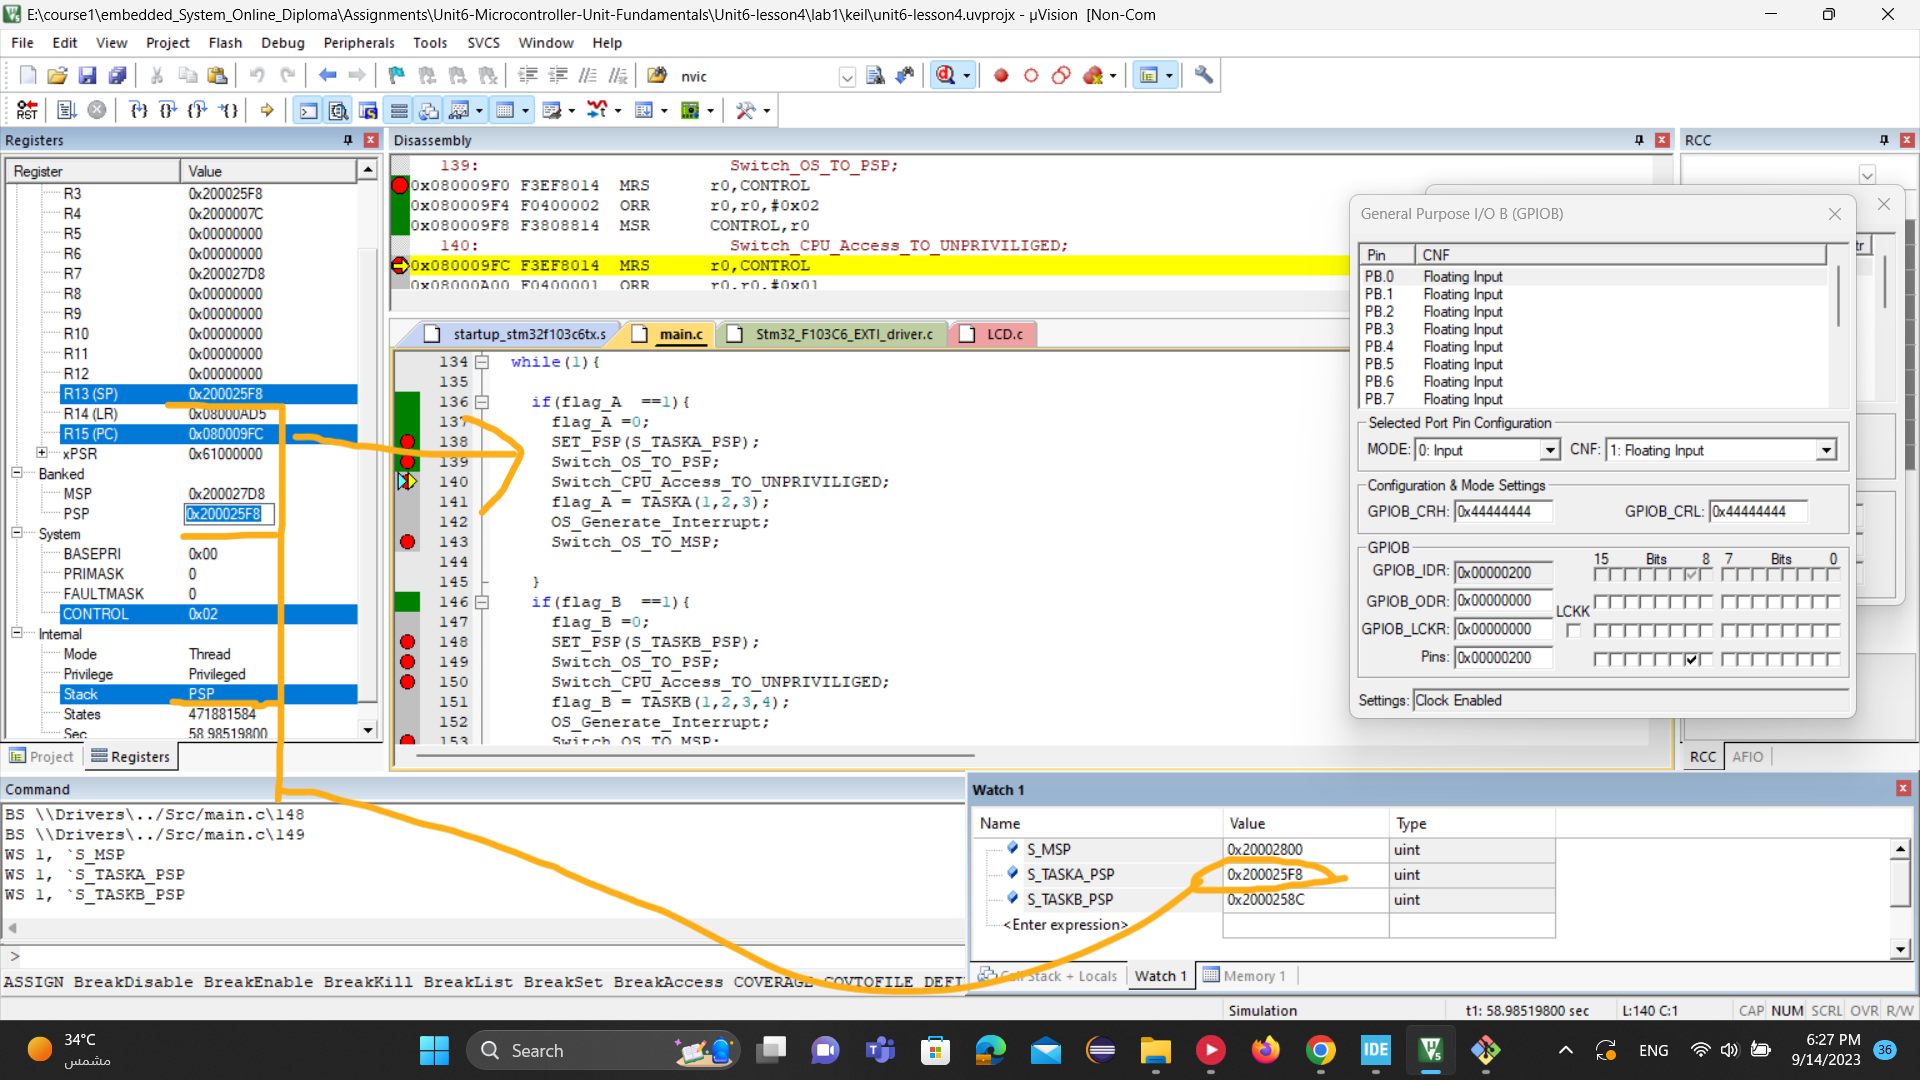 E:\course1\embedded_System_Online_Diploma\Assignments\Unit6-Microcontroller-Unit-Fundamentals\Unit6-lesson4\lab1\keil\unit6-lesson4.uvprojx - µVision [Non-Com
File Edit View Project Flash Debug Peripherals Tools SVCS Window Help
nvic
RST
Registers
Register Value
R3 0x200025F8
R4 0x2000007C
R5 0x00000000
R6 0x00000000
R7 0x200027D8
R8 0x00000000
R9 0x00000000
R10 0x00000000
R11 0x00000000
R12 0x00000000
R13 (SP) 0x200025F8
R14 (LR) 0x08000AD5
R15 (PC) 0x080009FC
xPSR 0x61000000
Banked
MSP 0x200027D8
PSP 0x200025F8
System
BASEPRI 0x00
PRIMASK 0
FAULTMASK 0
CONTROL 0x02
Internal
Mode Thread
Privilege Privileged
Stack PSP
States 471881584
Sec 58.98519800
Project Registers
Disassembly
139: Switch_OS_TO_PSP;
0x080009F0 F3EF8014 MRS r0,CONTROL
0x080009F4 F0400002 ORR r0,r0,#0x02
0x080009F8 F3808814 MSR CONTROL,r0
140: Switch_CPU_Access_TO_UNPRIVILIGED;
0x080009FC F3EF8014 MRS r0,CONTROL
0x08000A00 F0400001 ORR r0,r0,#0x01
startup_stm32f103c6tx.s main.c Stm32_F103C6_EXTI_driver.c LCD.c
134 while(1){
135
136 if(flag_A ==1){
137 flag_A =0;
138 SET_PSP(S_TASKA_PSP);
139 Switch_OS_TO_PSP;
140 Switch_CPU_Access_TO_UNPRIVILIGED;
141 flag_A = TASKA(1,2,3);
142 OS_Generate_Interrupt;
143 Switch_OS_TO_MSP;
144
145 }
146 if(flag_B ==1){
147 flag_B =0;
148 SET_PSP(S_TASKB_PSP);
149 Switch_OS_TO_PSP;
150 Switch_CPU_Access_TO_UNPRIVILIGED;
151 flag_B = TASKB(1,2,3,4);
152 OS_Generate_Interrupt;
153 Switch_OS_TO_MSP;
RCC
General Purpose I/O B (GPIOB)
Pin CNF
PB.0 Floating Input
PB.1 Floating Input
PB.2 Floating Input
PB.3 Floating Input
PB.4 Floating Input
PB.5 Floating Input
PB.6 Floating Input
PB.7 Floating Input
Selected Port Pin Configuration
MODE: 0: Input CNF: 1: Floating Input
Configuration & Mode Settings
GPIOB_CRH: 0x44444444 GPIOB_CRL: 0x44444444
GPIOB
15 Bits 8 7 Bits 0
GPIOB_IDR: 0x00000200
GPIOB_ODR: 0x00000000
LCKK
GPIOB_LCKR: 0x00000000
Pins: 0x00000200
Settings: Clock Enabled
RCC AFIO
Command
BS \\Drivers\../Src/main.c\148
BS \\Drivers\../Src/main.c\149
WS 1, `S_MSP
WS 1, `S_TASKA_PSP
WS 1, `S_TASKB_PSP
>
ASSIGN BreakDisable BreakEnable BreakKill BreakList BreakSet BreakAccess COVERAGE COVTOFILE DEFI
Watch 1
Name Value Type
S_MSP 0x20002800 uint
S_TASKA_PSP 0x200025F8 uint
S_TASKB_PSP 0x2000258C uint
<Enter expression>
Call Stack + Locals Watch 1 Memory 1
Simulation t1: 58.98519800 sec L:140 C:1 CAP NUM SCRL OVR R/W
34°C
مشمس
Search
IDE
ENG
6:27 PM
9/14/2023
36